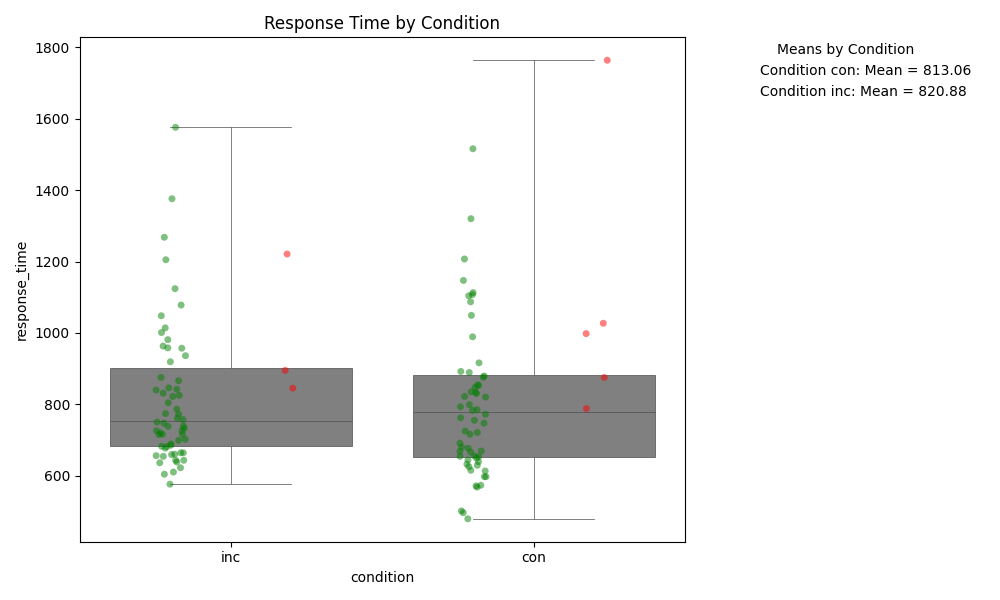 Response Time by Condition
Means by Condition
Condition con: Mean = 813.06
Condition inc: Mean = 820.88
1800
1600
1400
1200
1000
800
600
response_time
inc
con
condition